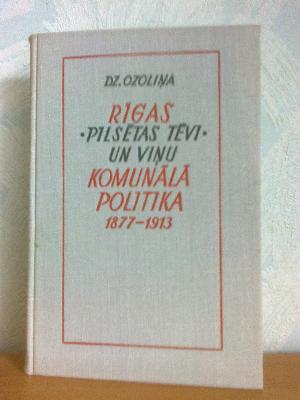 DZ. OZOLIŅA
RĪGAS
•PILSĒTAS TĒVI•
UN VIŅU
KOMUNĀLĀ
POLITIKA
1877–1913